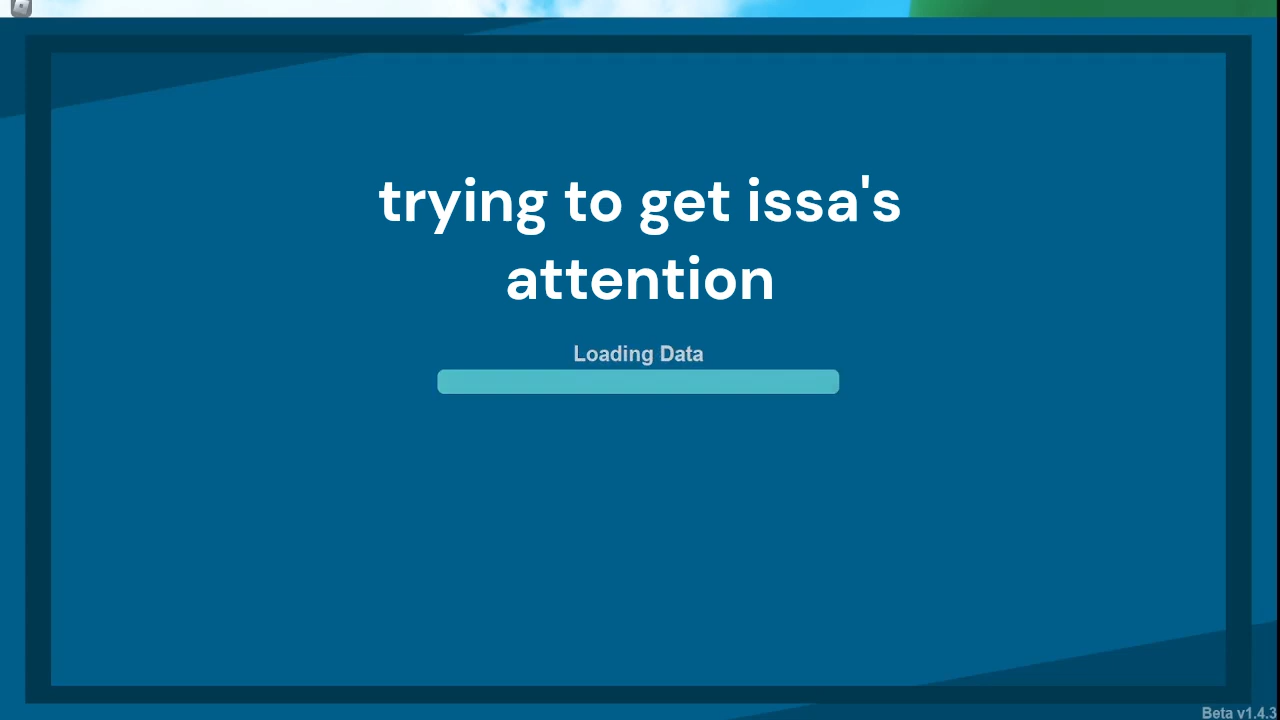 trying to get issa's
attention
Loading Data
Beta v1.4.3